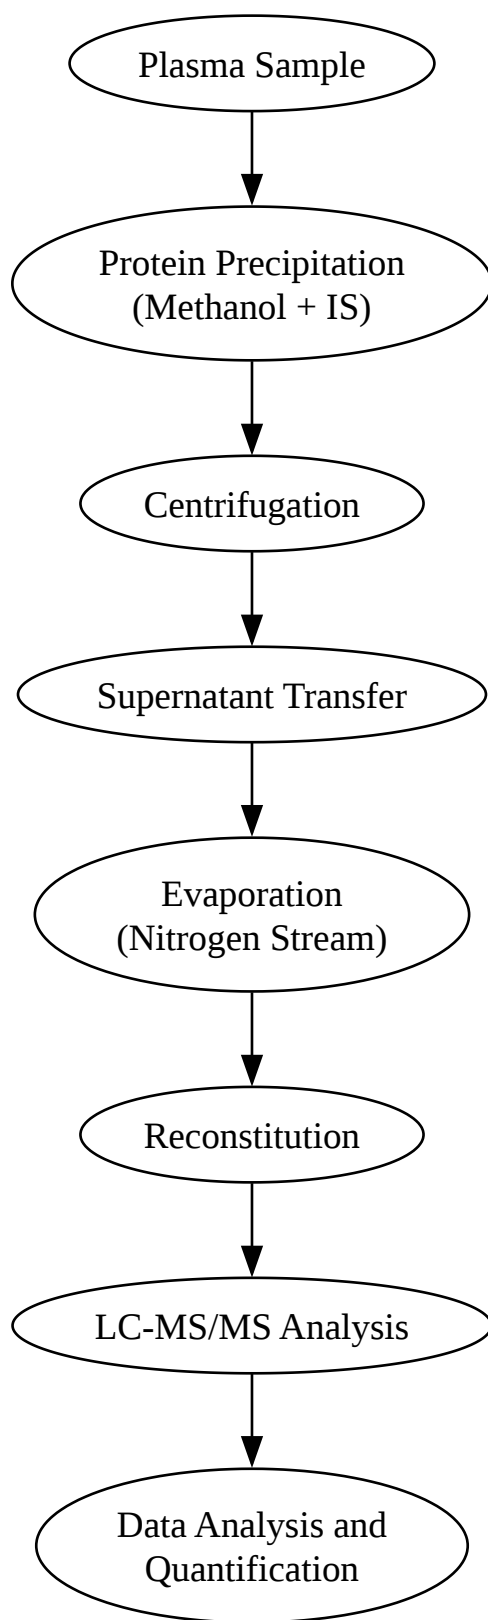 Plasma Sample
Protein Precipitation
(Methanol + IS)
Centrifugation
Supernatant Transfer
Evaporation
(Nitrogen Stream)
Reconstitution
LC-MS/MS Analysis
Data Analysis and
Quantification